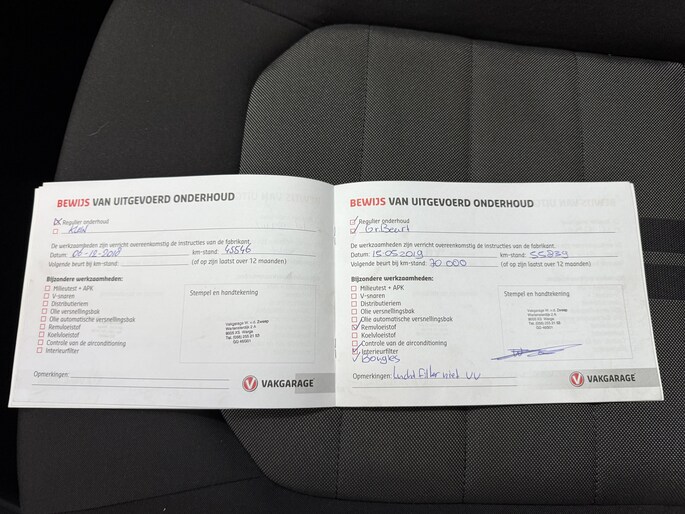 BEWIJS VAN UITGEVOERD ONDERHOUD
Regulier onderhoud
Klein
De werkzaamheden zijn verricht overeenkomstig de instructies van de fabrikant.
Datum: 06-12-2018 km-stand: 45546
Volgende beurt bij km-stand: (of op zijn laatst over 12 maanden)
Bijzondere werkzaamheden:
Milieutest + APK
V-snaren
Distributieriem
Olie versnellingsbak
Olie automatische versnellingsbak
Remvloeistof
Koelvloeistof
Controle van de airconditioning
Interieurfilter
Stempel en handtekening
Opmerkingen:
VAKGARAGE
BEWIJS VAN UITGEVOERD ONDERHOUD
Regulier onderhoud
Gr. Beurt
De werkzaamheden zijn verricht overeenkomstig de instructies van de fabrikant.
Datum: 15-05-2019 km-stand: 55839
Volgende beurt bij km-stand: 70 000 (of op zijn laatst over 12 maanden)
Bijzondere werkzaamheden:
Milieutest + APK
V-snaren
Distributieriem
Olie versnellingsbak
Olie automatische versnellingsbak
Remvloeistof
Koelvloeistof
Controle van de airconditioning
Interieurfilter
Bougies
Stempel en handtekening
Opmerkingen: Luchtfilter niet vv
VAKGARAGE